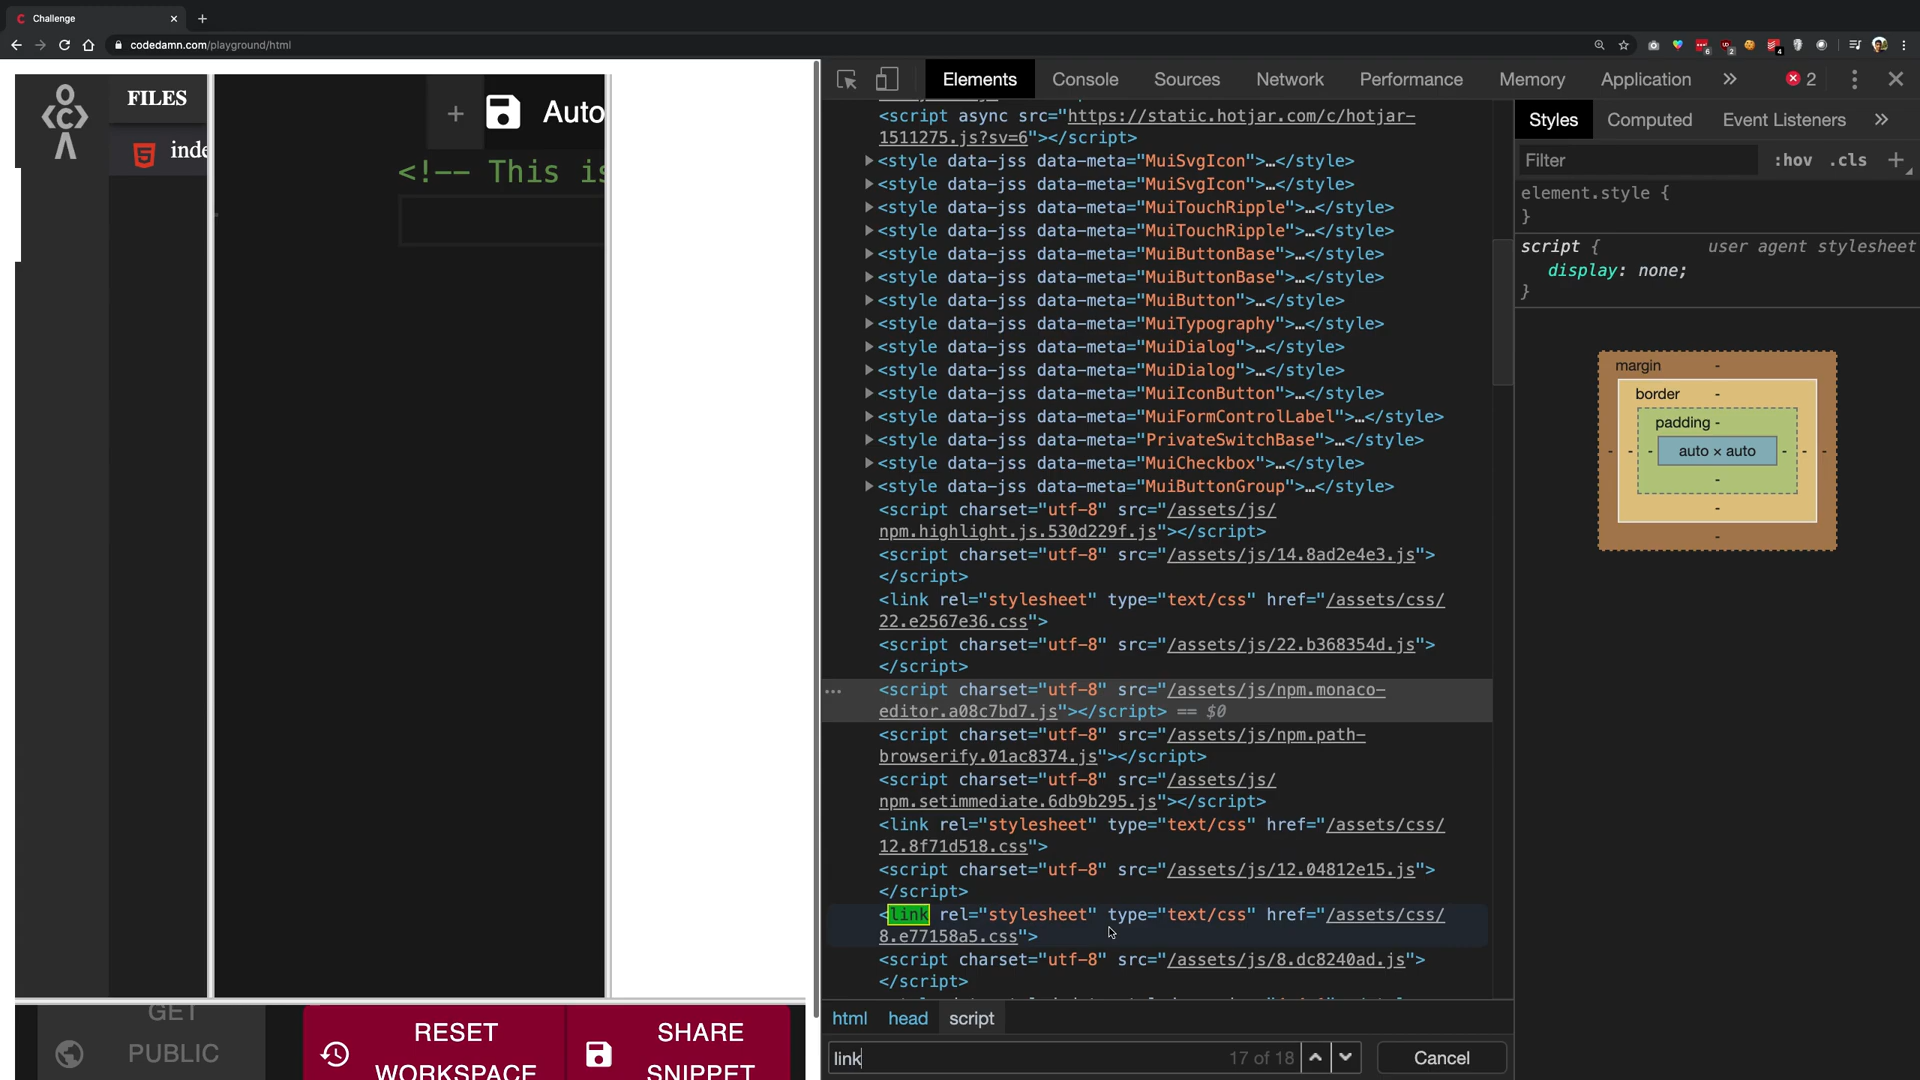 Challenge
codedamn.com/playground/html
6
2
4
FILES
inde
+
Auto
<!-- This is
GET
PUBLIC
RESET
WORKSPACE
SHARE
SNIPPET
Elements
Console
Sources
Network
Performance
Memory
Application
»
2
<script async src="https://static.hotjar.com/c/hotjar-
1511275.js?sv=6"></script>
<style data-jss data-meta="MuiSvgIcon">…</style>
<style data-jss data-meta="MuiSvgIcon">…</style>
<style data-jss data-meta="MuiTouchRipple">…</style>
<style data-jss data-meta="MuiTouchRipple">…</style>
<style data-jss data-meta="MuiButtonBase">…</style>
<style data-jss data-meta="MuiButtonBase">…</style>
<style data-jss data-meta="MuiButton">…</style>
<style data-jss data-meta="MuiTypography">…</style>
<style data-jss data-meta="MuiDialog">…</style>
<style data-jss data-meta="MuiDialog">…</style>
<style data-jss data-meta="MuiIconButton">…</style>
<style data-jss data-meta="MuiFormControlLabel">…</style>
<style data-jss data-meta="PrivateSwitchBase">…</style>
<style data-jss data-meta="MuiCheckbox">…</style>
<style data-jss data-meta="MuiButtonGroup">…</style>
<script charset="utf-8" src="/assets/js/
npm.highlight.js.530d229f.js"></script>
<script charset="utf-8" src="/assets/js/14.8ad2e4e3.js">
</script>
<link rel="stylesheet" type="text/css" href="/assets/css/
22.e2567e36.css">
<script charset="utf-8" src="/assets/js/22.b368354d.js">
</script>
<script charset="utf-8" src="/assets/js/npm.monaco-
editor.a08c7bd7.js"></script> == $0
<script charset="utf-8" src="/assets/js/npm.path-
browserify.01ac8374.js"></script>
<script charset="utf-8" src="/assets/js/
npm.setimmediate.6db9b295.js"></script>
<link rel="stylesheet" type="text/css" href="/assets/css/
12.8f71d518.css">
<script charset="utf-8" src="/assets/js/12.04812e15.js">
</script>
<link rel="stylesheet" type="text/css" href="/assets/css/
8.e77158a5.css">
<script charset="utf-8" src="/assets/js/8.dc8240ad.js">
</script>
html
head
script
link
17 of 18
Cancel
Styles
Computed
Event Listeners
»
Filter
:hov
.cls
+
element.style {
}
script {
user agent stylesheet
display: none;
}
margin
-
border
-
padding -
- - - auto × auto - - -
-
-
-